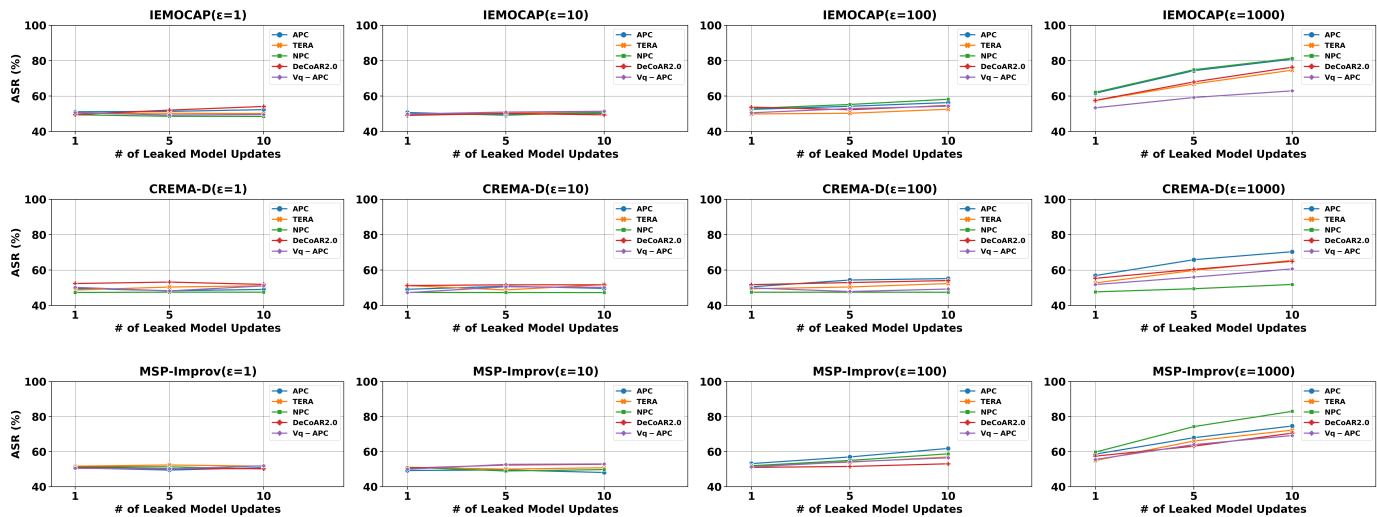 IEMOCAP(ε=1)
ASR (%)
100
80
60
40
1 5 10
# of Leaked Model Updates
APC
TERA
NPC
DeCoAR2.0
Vq − APC
IEMOCAP(ε=10)
100
80
60
40
1 5 10
# of Leaked Model Updates
APC
TERA
NPC
DeCoAR2.0
Vq − APC
IEMOCAP(ε=100)
100
80
60
40
1 5 10
# of Leaked Model Updates
APC
TERA
NPC
DeCoAR2.0
Vq − APC
IEMOCAP(ε=1000)
100
80
60
40
1 5 10
# of Leaked Model Updates
APC
TERA
NPC
DeCoAR2.0
Vq − APC
CREMA-D(ε=1)
ASR (%)
100
80
60
40
1 5 10
# of Leaked Model Updates
APC
TERA
NPC
DeCoAR2.0
Vq − APC
CREMA-D(ε=10)
100
80
60
40
1 5 10
# of Leaked Model Updates
APC
TERA
NPC
DeCoAR2.0
Vq − APC
CREMA-D(ε=100)
100
80
60
40
1 5 10
# of Leaked Model Updates
APC
TERA
NPC
DeCoAR2.0
Vq − APC
CREMA-D(ε=1000)
100
80
60
40
1 5 10
# of Leaked Model Updates
APC
TERA
NPC
DeCoAR2.0
Vq − APC
MSP-Improv(ε=1)
ASR (%)
100
80
60
40
1 5 10
# of Leaked Model Updates
APC
TERA
NPC
DeCoAR2.0
Vq − APC
MSP-Improv(ε=10)
100
80
60
40
1 5 10
# of Leaked Model Updates
APC
TERA
NPC
DeCoAR2.0
Vq − APC
MSP-Improv(ε=100)
100
80
60
40
1 5 10
# of Leaked Model Updates
APC
TERA
NPC
DeCoAR2.0
Vq − APC
MSP-Improv(ε=1000)
100
80
60
40
1 5 10
# of Leaked Model Updates
APC
TERA
NPC
DeCoAR2.0
Vq − APC